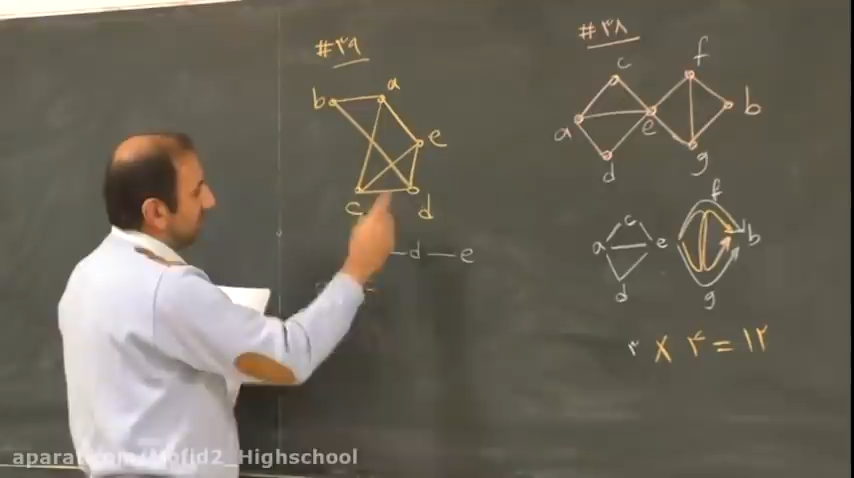 #۳۹
#۳۸
b
a
e
c
d
c
f
a
e
b
d
g
d — e
c
f
a
e
b
d
g
۳ × ۴ = ۱۲
aparat.com/Mofid2_Highschool